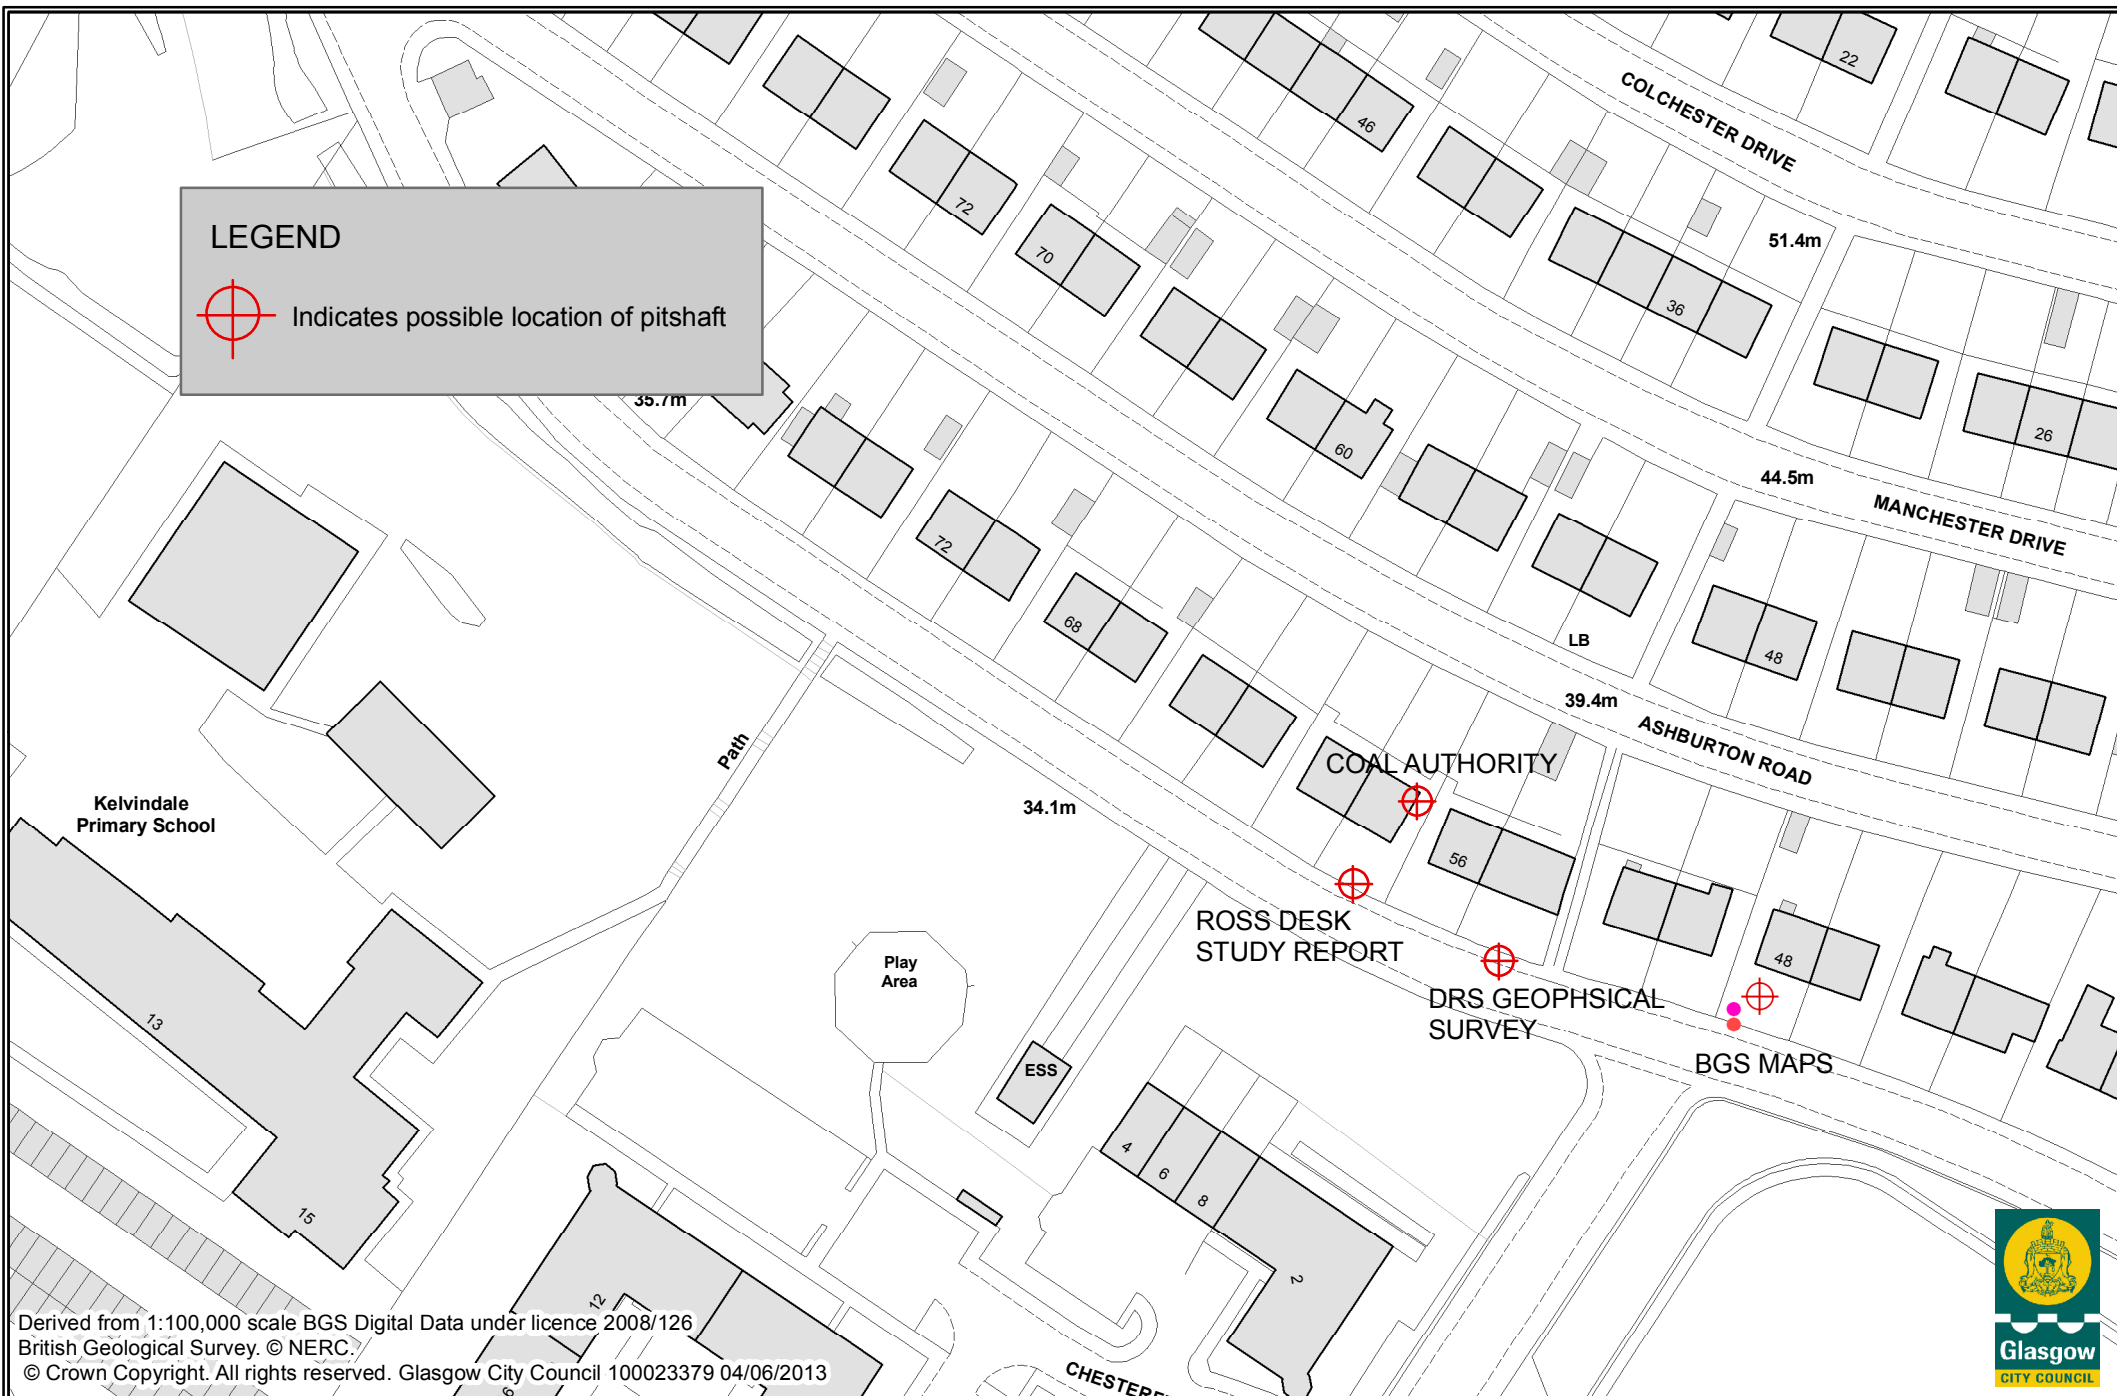 22
COLCHESTER DRIVE
46
72
51.4m
LEGEND
70
Indicates possible location of pitshaft
36
35.7m
26
60
44.5m
MANCHESTER DRIVE
72
68
LB
48
39.4m
ASHBURTON ROAD
Path
COAL AUTHORITY
Kelvindale
Primary School
34.1m
56
ROSS DESK
STUDY REPORT
48
Play
Area
DRS GEOPHSICAL
SURVEY
13
ESS
BGS MAPS
4
6
8
15
2
12
Derived from 1:100,000 scale BGS Digital Data under licence 2008/126
British Geological Survey. © NERC.
© Crown Copyright. All rights reserved. Glasgow City Council 100023379 04/06/2013
6
Glasgow
CITY COUNCIL